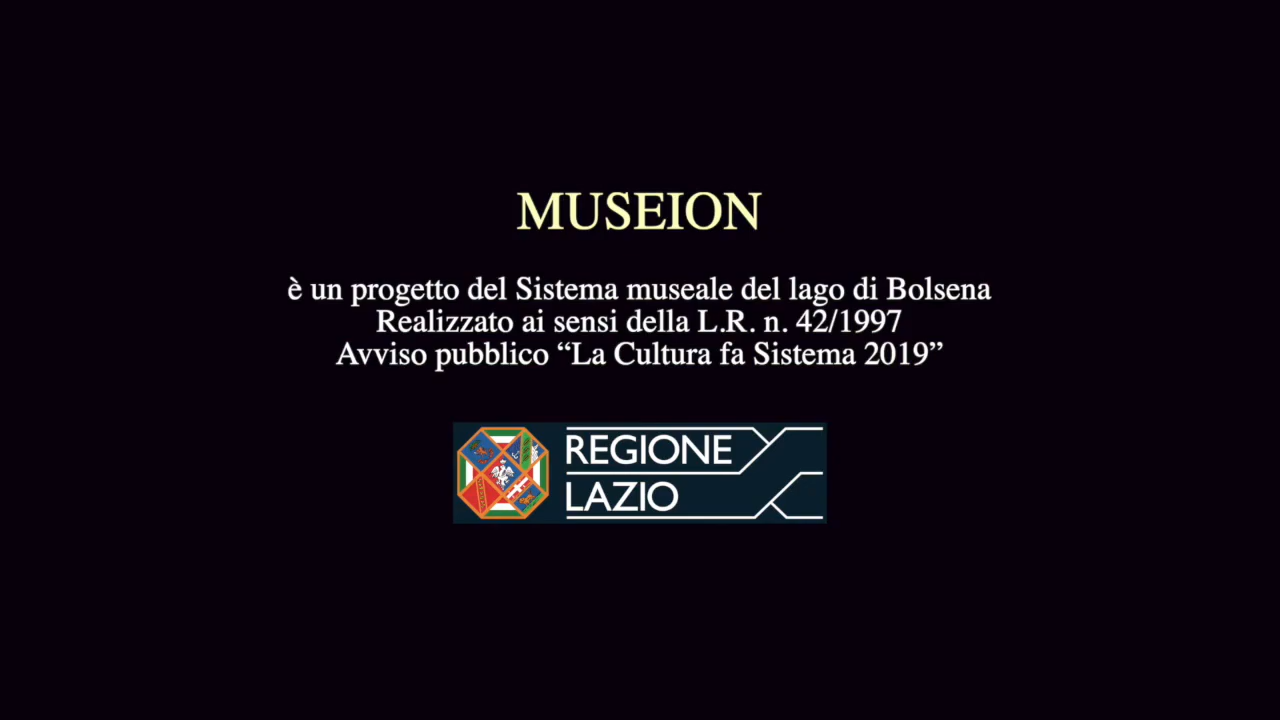 MUSEION
è un progetto del Sistema museale del lago di Bolsena
Realizzato ai sensi della L.R. n. 42/1997
Avviso pubblico “La Cultura fa Sistema 2019”
REGIONE
LAZIO